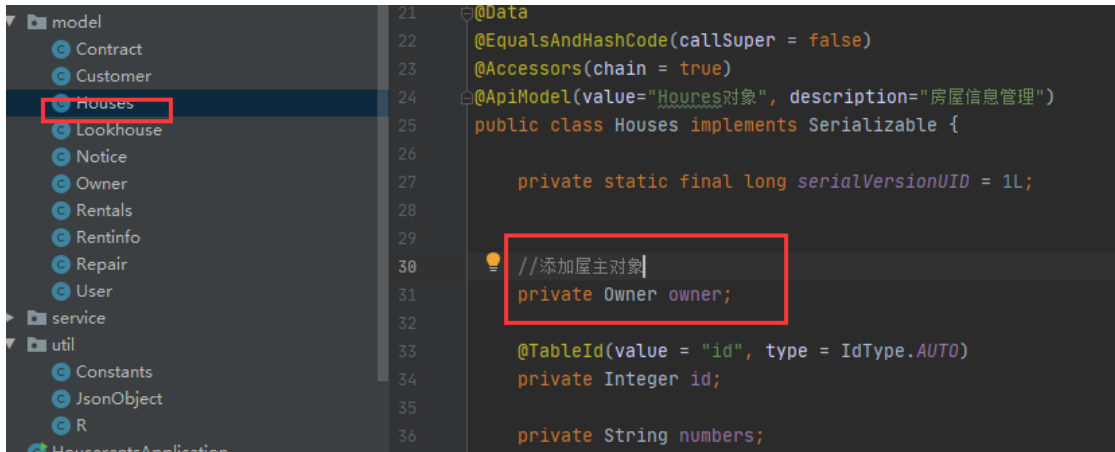 model
Contract
Customer
Houses
Lookhouse
Notice
Owner
Rentals
Rentinfo
Repair
User
service
util
Constants
JsonObject
R
HouserentsApplication
21 @Data
22 @EqualsAndHashCode(callSuper = false)
23 @Accessors(chain = true)
24 @ApiModel(value="Houres对象", description="房屋信息管理")
25 public class Houses implements Serializable {
26
27 private static final long serialVersionUID = 1L;
28
29
30 //添加屋主对象
31 private Owner owner;
32
33 @TableId(value = "id", type = IdType.AUTO)
34 private Integer id;
35
36 private String numbers;